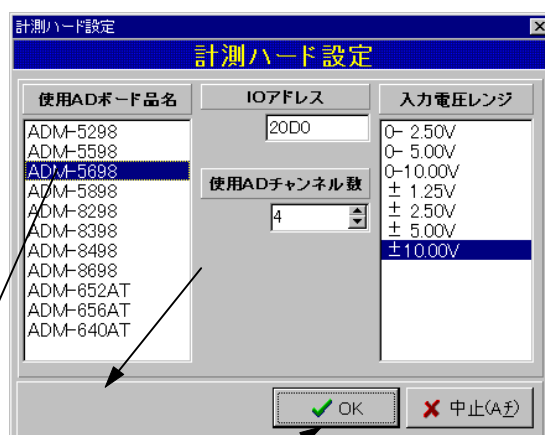 計測ハード設定
計測ハード設定
使用ADボード品名
ADM-5298
ADM-5598
ADM-5698
ADM-5898
ADM-8298
ADM-8398
ADM-8498
ADM-8698
ADM-652AT
ADM-656AT
ADM-640AT
IOアドレス
20D0
使用ADチャンネル数
4
入力電圧レンジ
0- 2.50V
0- 5.00V
0-10.00V
± 1.25V
± 2.50V
± 5.00V
±10.00V
OK
中止(Aチ)